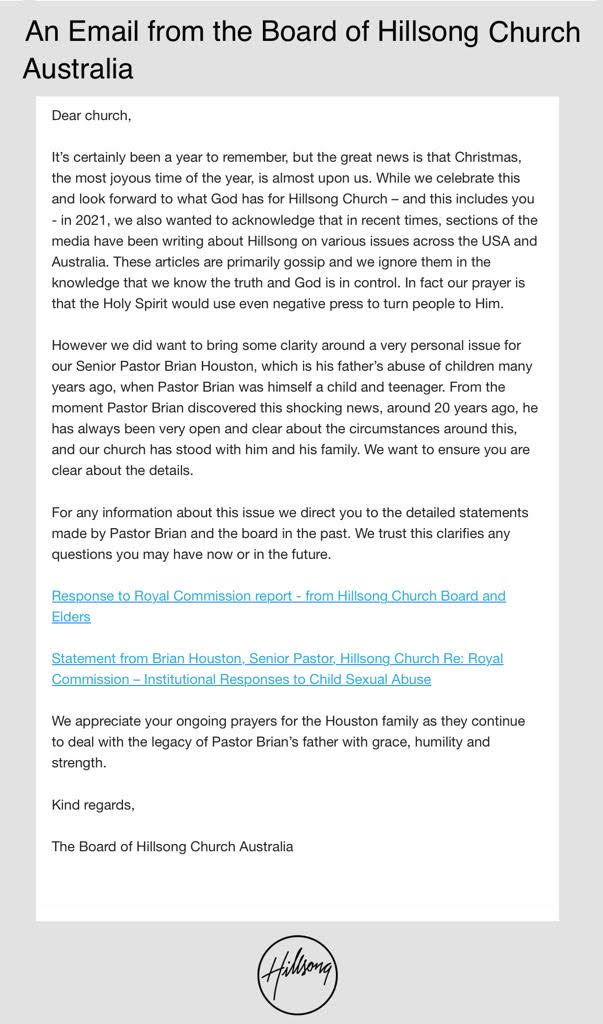 An Email from the Board of Hillsong Church
Australia
Dear church,
It's certainly been a year to remember, but the great news is that Christmas,
the most joyous time of the year, is almost upon us. While we celebrate this
and look forward to what God has for Hillsong Church – and this includes you
- in 2021, we also wanted to acknowledge that in recent times, sections of the
media have been writing about Hillsong on various issues across the USA and
Australia. These articles are primarily gossip and we ignore them in the
knowledge that we know the truth and God is in control. In fact our prayer is
that the Holy Spirit would use even negative press to turn people to Him.
However we did want to bring some clarity around a very personal issue for
our Senior Pastor Brian Houston, which is his father's abuse of children many
years ago, when Pastor Brian was himself a child and teenager. From the
moment Pastor Brian discovered this shocking news, around 20 years ago, he
has always been very open and clear about the circumstances around this,
and our church has stood with him and his family. We want to ensure you are
clear about the details.
For any information about this issue we direct you to the detailed statements
made by Pastor Brian and the board in the past. We trust this clarifies any
questions you may have now or in the future.
Response to Royal Commission report - from Hillsong Church Board and
Elders
Statement from Brian Houston, Senior Pastor, Hillsong Church Re: Royal
Commission – Institutional Responses to Child Sexual Abuse
We appreciate your ongoing prayers for the Houston family as they continue
to deal with the legacy of Pastor Brian's father with grace, humility and
strength.
Kind regards,
The Board of Hillsong Church Australia
Hillsong